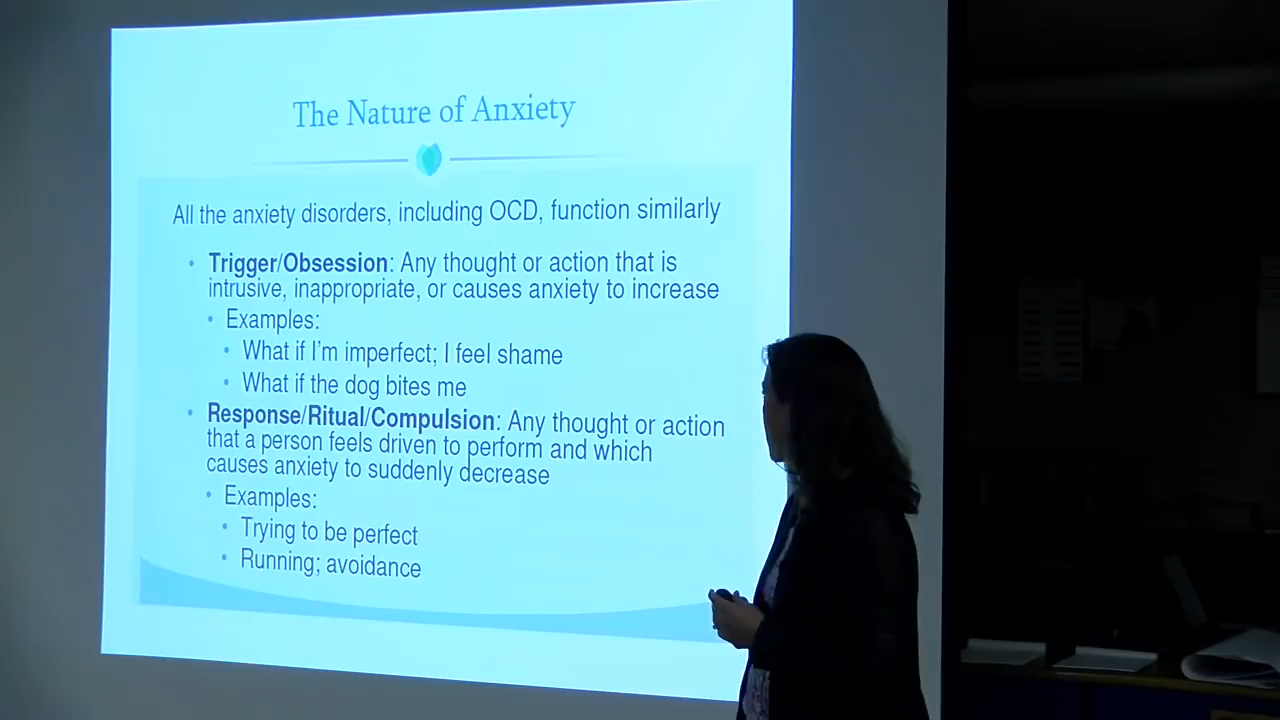 The Nature of Anxiety
All the anxiety disorders, including OCD, function similarly
• Trigger/Obsession: Any thought or action that is
intrusive, inappropriate, or causes anxiety to increase
• Examples:
• What if I'm imperfect; I feel shame
• What if the dog bites me
• Response/Ritual/Compulsion: Any thought or action
that a person feels driven to perform and which
causes anxiety to suddenly decrease
• Examples:
• Trying to be perfect
• Running; avoidance